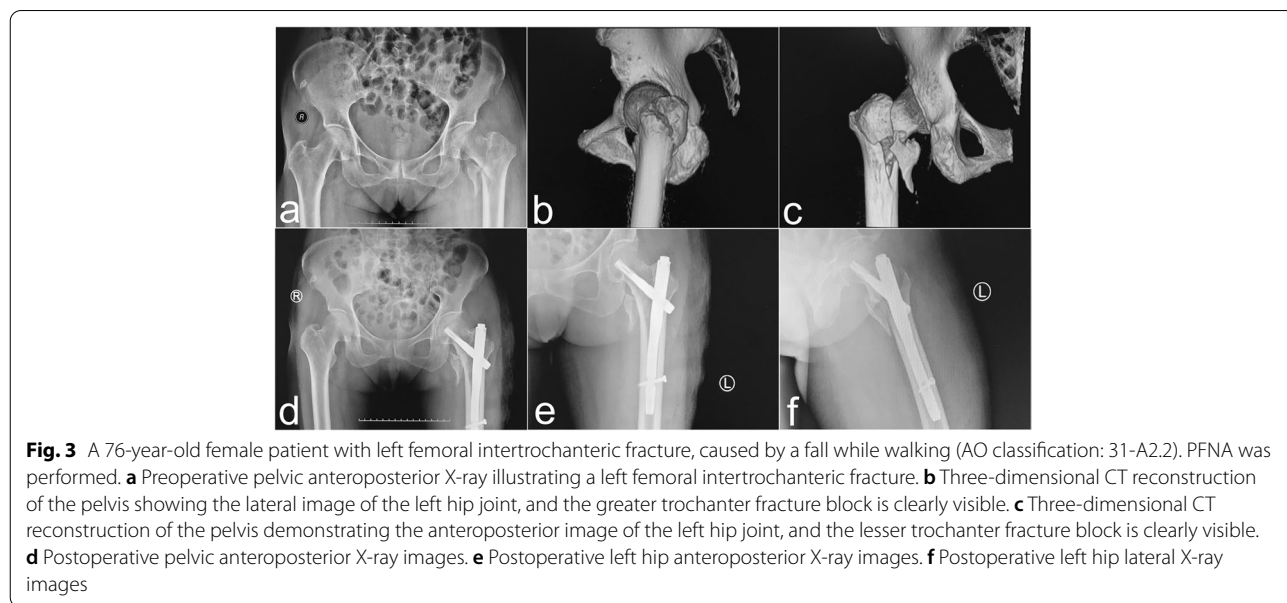 R
a
b
c
R
d
L
e
L
f
Fig. 3 A 76-year-old female patient with left femoral intertrochanteric fracture, caused by a fall while walking (AO classification: 31-A2.2). PFNA was
performed. a Preoperative pelvic anteroposterior X-ray illustrating a left femoral intertrochanteric fracture. b Three-dimensional CT reconstruction
of the pelvis showing the lateral image of the left hip joint, and the greater trochanter fracture block is clearly visible. c Three-dimensional CT
reconstruction of the pelvis demonstrating the anteroposterior image of the left hip joint, and the lesser trochanter fracture block is clearly visible.
d Postoperative pelvic anteroposterior X-ray images. e Postoperative left hip anteroposterior X-ray images. f Postoperative left hip lateral X-ray
images